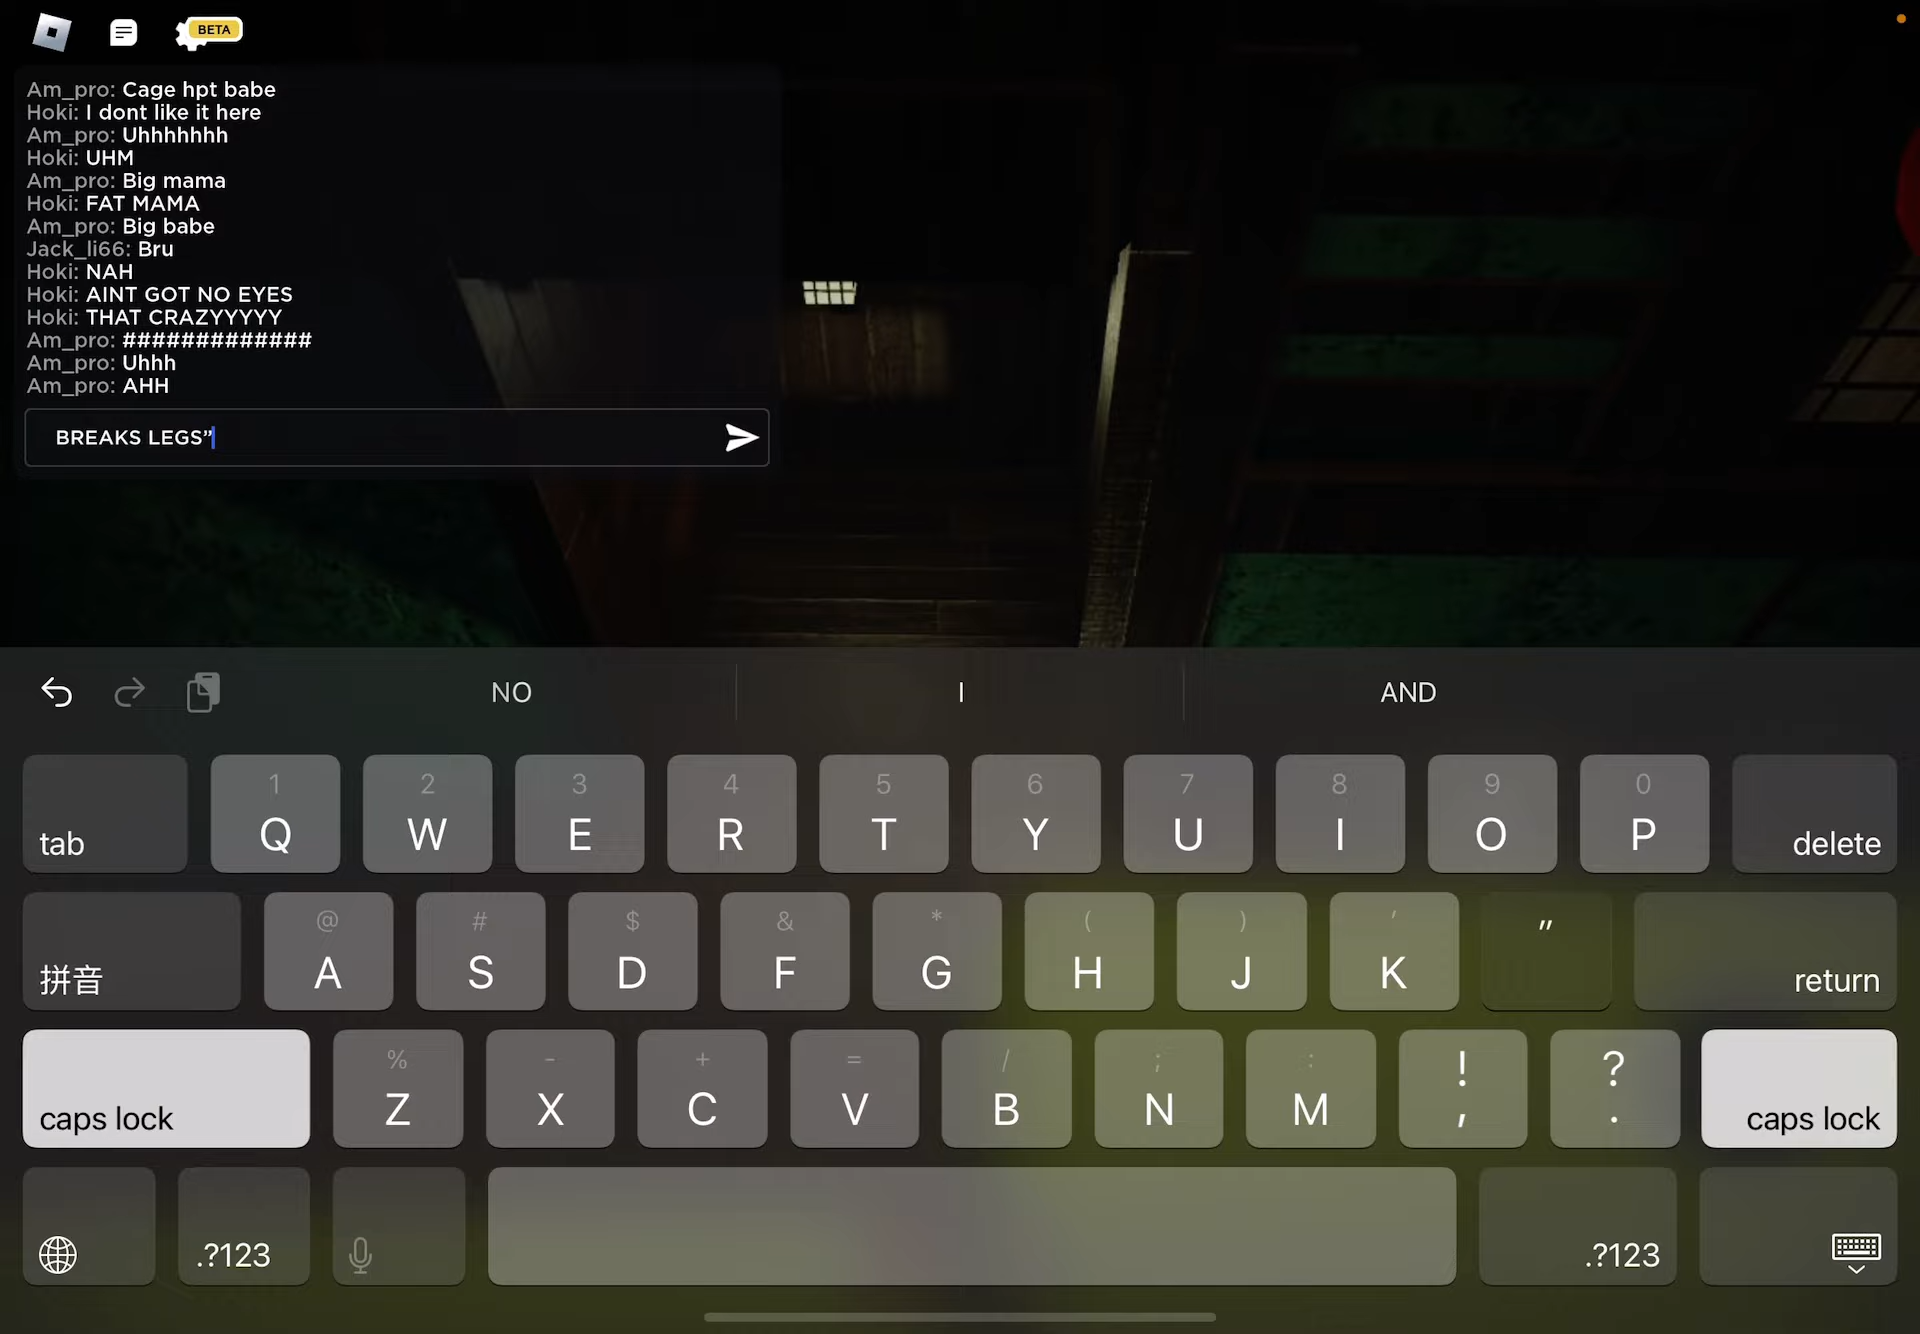 BETA
Am_pro: Cage hpt babe
Hoki: I dont like it here
Am_pro: Uhhhhhhh
Hoki: UHM
Am_pro: Big mama
Hoki: FAT MAMA
Am_pro: Big babe
Jack_li66: Bru
Hoki: NAH
Hoki: AINT GOT NO EYES
Hoki: THAT CRAZYYYYY
Am_pro: #############
Am_pro: Uhhh
Am_pro: AHH
BREAKS LEGS”
NO I AND
1 2 3 4 5 6 7 8 9 0
tab Q W E R T Y U I O P delete
@ # $ & * ( ) ' "
拼音 A S D F G H J K return
% - + = / ; : ! ?
caps lock Z X C V B N M , . caps lock
.?123 .?123